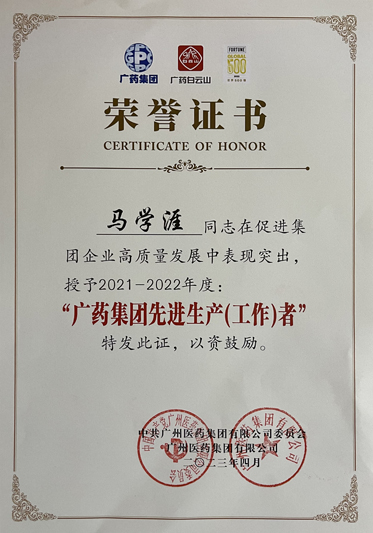 GPC
广药集团
白云山
广药白云山
FORTUNE
GLOBAL
500
荣誉证书
CERTIFICATE OF HONOR
马学涯 同志在促进集
团企业高质量发展中表现突出，
授予2021-2022年度：
“广药集团先进生产(工作)者”
特发此证，以资鼓励。
中共广州医药集团有限公司委员会
广州医药集团有限公司
二〇二三年四月